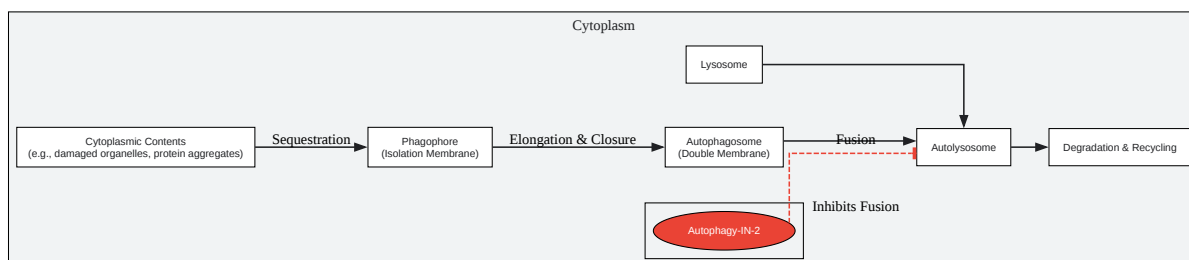 Cytoplasm
Lysosome
Cytoplasmic Contents
(e.g., damaged organelles, protein aggregates)
Sequestration
Phagophore
(Isolation Membrane)
Elongation & Closure
Autophagosome
(Double Membrane)
Fusion
Autolysosome
Degradation & Recycling
Inhibits Fusion
Autophagy-IN-2